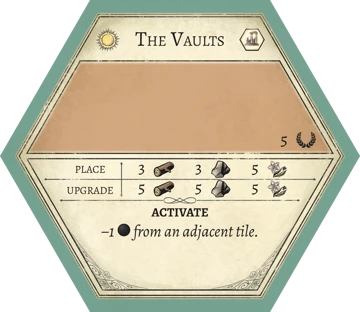 The Vaults
5
PLACE 3 3 5
UPGRADE 5 5 5
ACTIVATE
–1 from an adjacent tile.